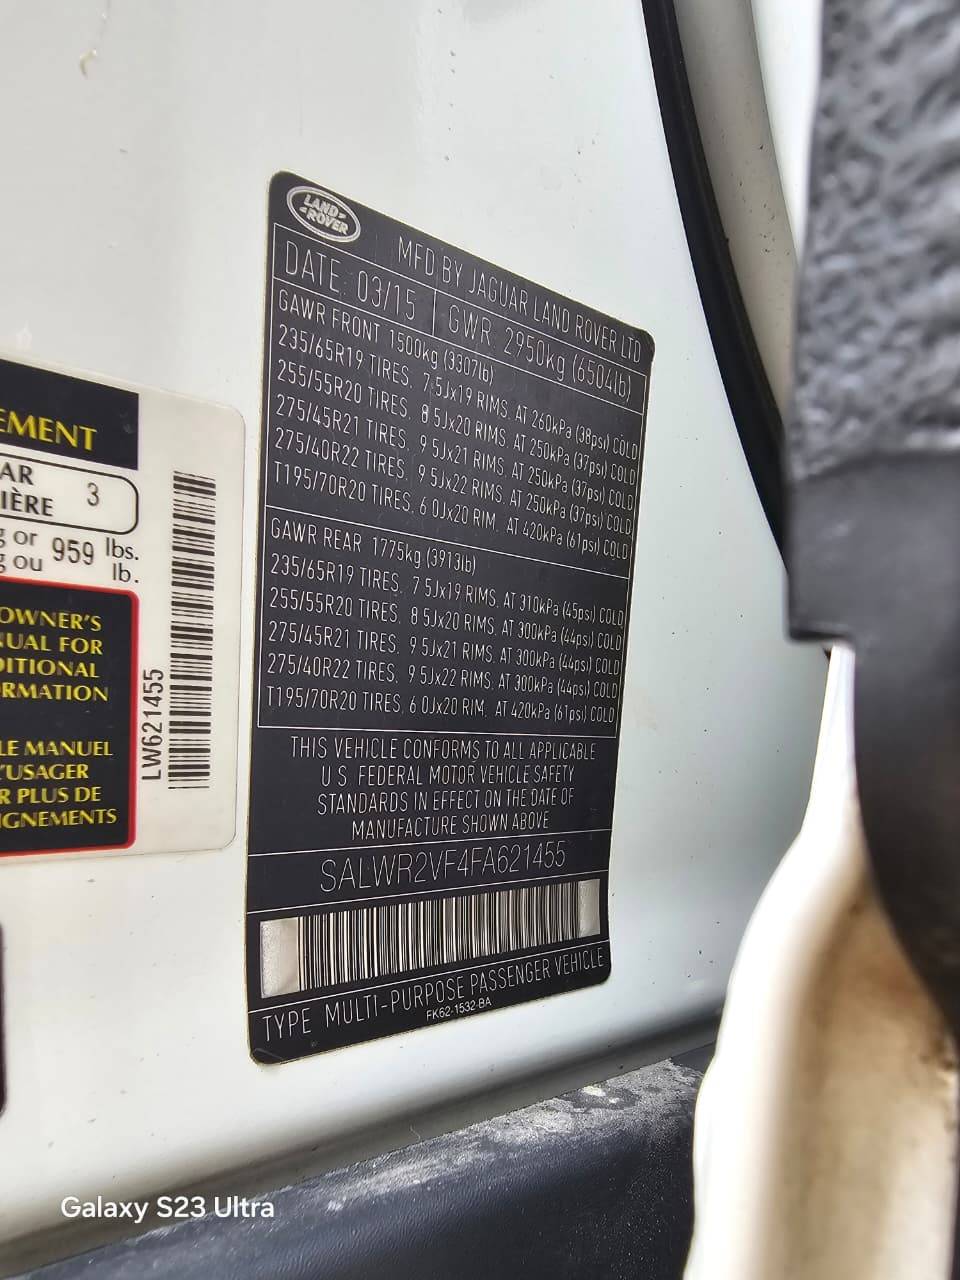 LAND-
-ROVER
MFD BY JAGUAR LAND ROVER LTD
DATE: 03/15 GWR: 2950kg (6504lb)
GAWR FRONT 1500kg (3307lb)
235/65R19 TIRES, 7.5Jx19 RIMS, AT 260kPa (38psi) COLD
255/55R20 TIRES, 8.5Jx20 RIMS, AT 250kPa (37psi) COLD
275/45R21 TIRES, 9.5Jx21 RIMS, AT 250kPa (37psi) COLD
275/40R22 TIRES, 9.5Jx22 RIMS, AT 250kPa (37psi) COLD
T195/70R20 TIRES, 6.0Jx20 RIM, AT 420kPa (61psi) COLD
GAWR REAR 1775kg (3913lb)
235/65R19 TIRES, 7.5Jx19 RIMS, AT 310kPa (45psi) COLD
255/55R20 TIRES, 8.5Jx20 RIMS, AT 300kPa (44psi) COLD
275/45R21 TIRES, 9.5Jx21 RIMS, AT 300kPa (44psi) COLD
275/40R22 TIRES, 9.5Jx22 RIMS, AT 300kPa (44psi) COLD
T195/70R20 TIRES, 6.0Jx20 RIM, AT 420kPa (61psi) COLD
THIS VEHICLE CONFORMS TO ALL APPLICABLE
U.S. FEDERAL MOTOR VEHICLE SAFETY
STANDARDS IN EFFECT ON THE DATE OF
MANUFACTURE SHOWN ABOVE
SALWR2VF4FA621455
TYPE MULTI-PURPOSE PASSENGER VEHICLE
FK62-1532-BA
EMENT
AR
IÈRE 3
g or 959 lbs.
g ou lb.
OWNER'S
NUAL FOR
DITIONAL
RMATION
LE MANUEL
'USAGER
R PLUS DE
IGNEMENTS
LW621455
Galaxy S23 Ultra